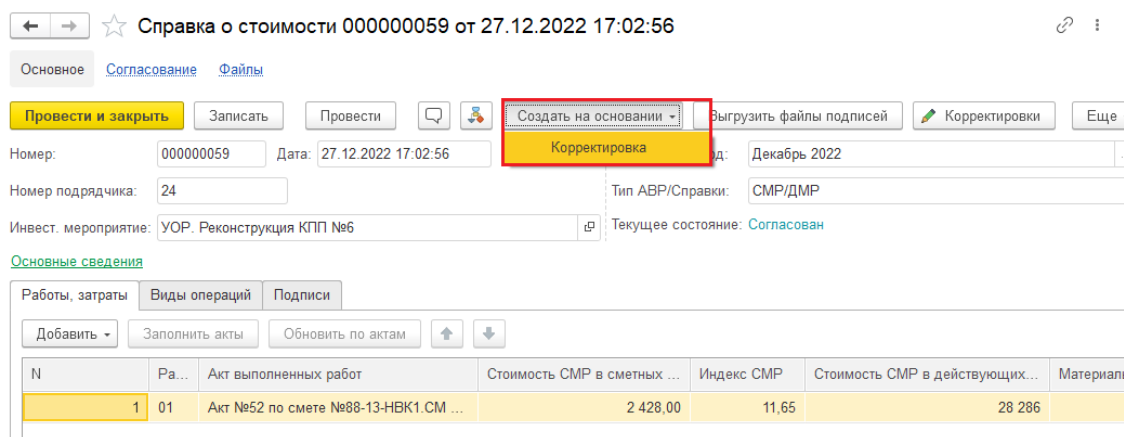 Справка о стоимости 000000059 от 27.12.2022 17:02:56
Основное Согласование Файлы
Провести и закрыть Записать Провести Создать на основании Выгрузить файлы подписей Корректировки Еще
Корректировка
Номер: 000000059 Дата: 27.12.2022 17:02:56 Декабрь 2022
Номер подрядчика: 24 Тип АВР/Справки: СМР/ДМР
Инвест. мероприятие: УОР. Реконструкция КПП №6 Текущее состояние: Согласован
Основные сведения
Работы, затраты Виды операций Подписи
Добавить Заполнить акты Обновить по актам
N Ра... Акт выполненных работ Стоимость СМР в сметных ... Индекс СМР Стоимость СМР в действующих...
1 01 Акт №52 по смете №88-13-НВК1.СМ ... 2 428,00 11,65 28 286